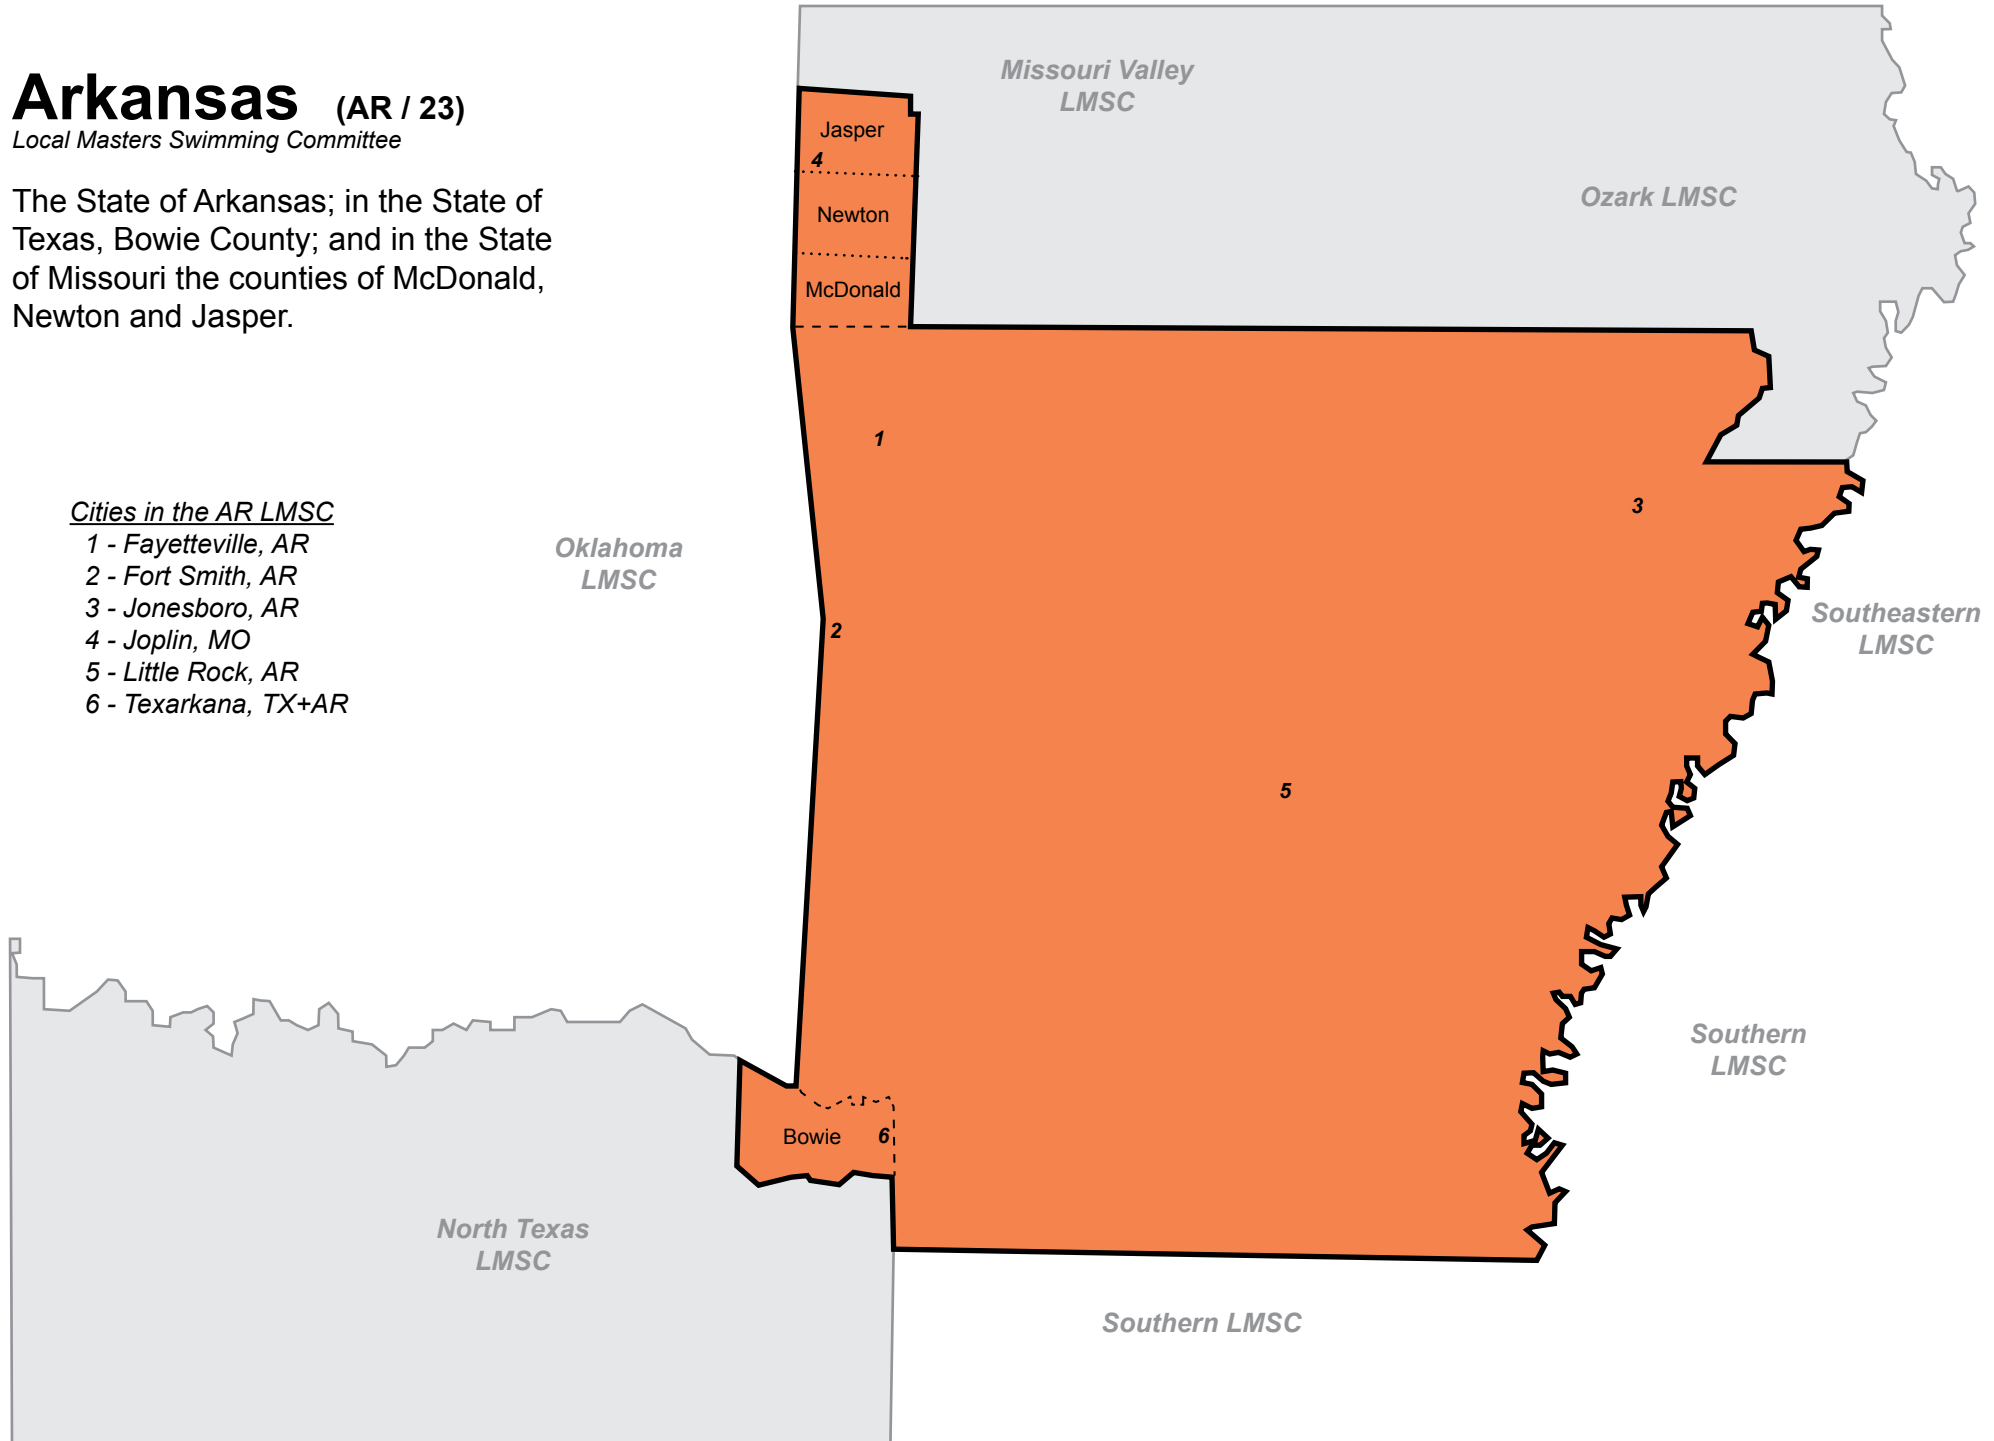 Arkansas (AR / 23)
Local Masters Swimming Committee
The State of Arkansas; in the State of
Texas, Bowie County; and in the State
of Missouri the counties of McDonald,
Newton and Jasper.
Cities in the AR LMSC
1 - Fayetteville, AR
2 - Fort Smith, AR
3 - Jonesboro, AR
4 - Joplin, MO
5 - Little Rock, AR
6 - Texarkana, TX+AR
Missouri Valley
LMSC
Ozark LMSC
Jasper
4
Newton
McDonald
1
3
Oklahoma
LMSC
2
Southeastern
LMSC
5
Southern
LMSC
Bowie
6
North Texas
LMSC
Southern LMSC